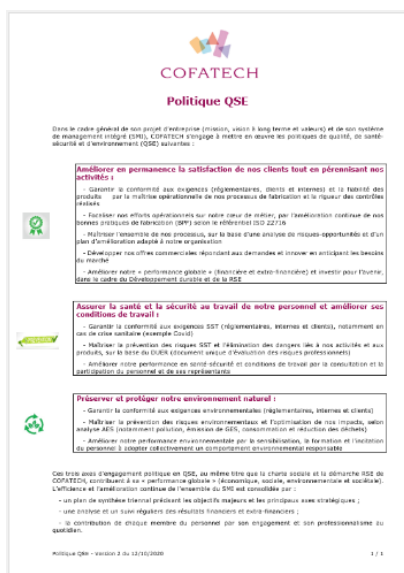 COFATECH
Politique QSE
Dans le cadre général de son projet d'entreprise (mission, vision à long terme et valeurs) et de son système
de management intégré (SMI), COFATECH s'engage à mettre en œuvre les politiques de qualité, de santé-
sécurité et d'environnement (QSE) suivantes :
Améliorer en permanence la satisfaction de nos clients tout en pérennisant nos
activités :
- Garantir la conformité aux exigences (réglementaires, clients et internes) et la fiabilité des
produits par la maîtrise opérationnelle de nos processus de fabrication et la rigueur des contrôles
réalisés
- Focaliser nos efforts opérationnels sur notre cœur de métier, par l'amélioration continue de nos
bonnes pratiques de fabrication (BPF) selon le référentiel ISO 22716
- Maîtriser l'ensemble de nos processus, sur la base d'une analyse de risques-opportunités et d'un
plan d'amélioration adapté à notre organisation
- Développer nos offres commerciales répondant aux demandes et innover en anticipant les besoins
du marché
- Améliorer notre « performance globale » (financière et extra-financière) et investir pour l'avenir,
dans le cadre du Développement durable et de la RSE
Assurer la santé et la sécurité au travail de notre personnel et améliorer ses
conditions de travail :
- Garantir la conformité aux exigences SST (réglementaires, internes et clients), notamment en
cas de crise sanitaire (exemple Covid)
- Maîtriser la prévention des risques SST et l'élimination des dangers liés à nos activités et aux
produits, sur la base du DUER (document unique d'évaluation des risques professionnels)
- Améliorer notre performance en santé-sécurité et conditions de travail par la consultation et la
participation du personnel et de ses représentants
Préserver et protéger notre environnement naturel :
- Garantir la conformité aux exigences environnementales (réglementaires, internes et clients)
- Maîtriser la prévention des risques environnementaux et l'optimisation de nos impacts, selon
analyse AES (notamment pollution, émission de GES, consommation et réduction des déchets)
- Améliorer notre performance environnementale par la sensibilisation, la formation et l'incitation
du personnel à adopter collectivement un comportement environnemental responsable
Ces trois axes d'engagement politique en QSE, au même titre que la charte sociale et la démarche RSE de
COFATECH, contribuent à sa « performance globale » (économique, sociale, environnementale et sociétale).
L'efficience et l'amélioration continue de l'ensemble du SMI est consolidée par :
- un plan de synthèse triennal précisant les objectifs majeurs et les principaux axes stratégiques ;
- une analyse et un suivi réguliers des résultats financiers et extra-financiers ;
- la contribution de chaque membre du personnel par son engagement et son professionnalisme au
quotidien.
Politique QSE - version 2 du 12/10/2020
1 / 1